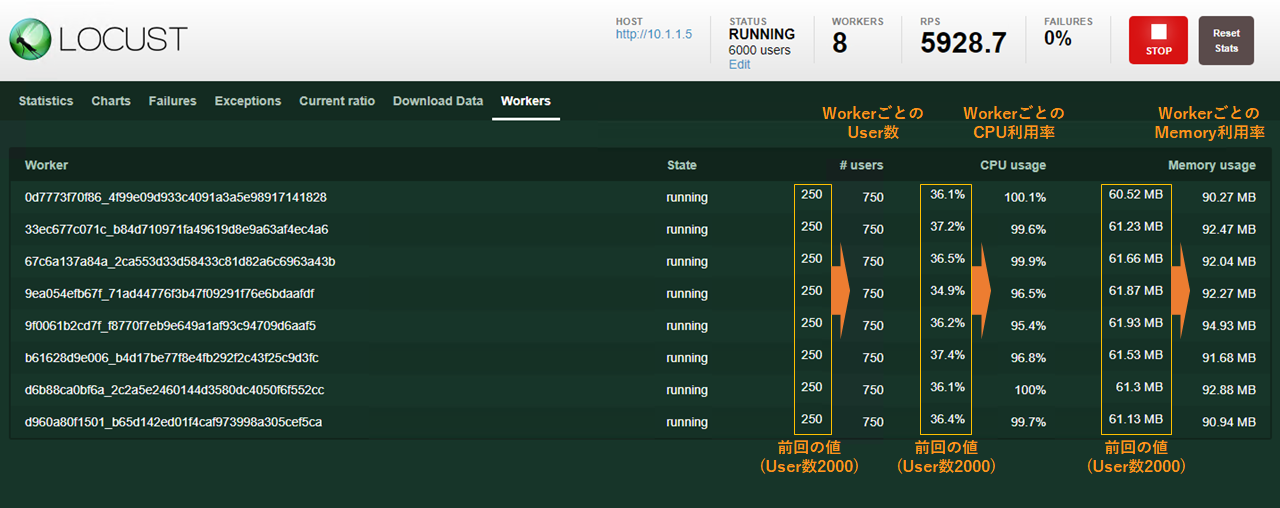 LOCUST
HOST
http://10.1.1.5
STATUS
RUNNING
6000 users
Edit
WORKERS
8
RPS
5928.7
FAILURES
0%
STOP
Reset
Stats
Statistics Charts Failures Exceptions Current ratio Download Data Workers
Workerごとの
User数
Workerごとの
CPU利用率
Workerごとの
Memory利用率
Worker State # users CPU usage Memory usage
0d7773f70f86_4f99e09d933c4091a3a5e98917141828 running 250 750 36.1% 100.1% 60.52 MB 90.27 MB
33ec677c071c_b84d710971fa49619d8e9a63af4ec4a6 running 250 750 37.2% 99.6% 61.23 MB 92.47 MB
67c6a137a84a_2ca553d33d58433c81d82a6c6963a43b running 250 750 36.5% 99.9% 61.66 MB 92.04 MB
9ea054efb67f_71ad44776f3b47f09291f76e6bdaafdf running 250 750 34.9% 96.5% 61.87 MB 92.27 MB
9f0061b2cd7f_f8770f7eb9e649a1af93c94709d6aaf5 running 250 750 36.2% 95.4% 61.93 MB 94.93 MB
b61628d9e006_b4d17be77f8e4fb292f2c43f25c9d3fc running 250 750 37.4% 96.8% 61.53 MB 91.68 MB
d6b88ca0bf6a_2c2a5e2460144d3580dc4050f6f552cc running 250 750 36.1% 100% 61.3 MB 92.88 MB
d960a80f1501_b65d142ed01f4caf973998a305cef5ca running 250 750 36.4% 99.7% 61.13 MB 90.94 MB
前回の値
（User数2000）
前回の値
（User数2000）
前回の値
（User数2000）